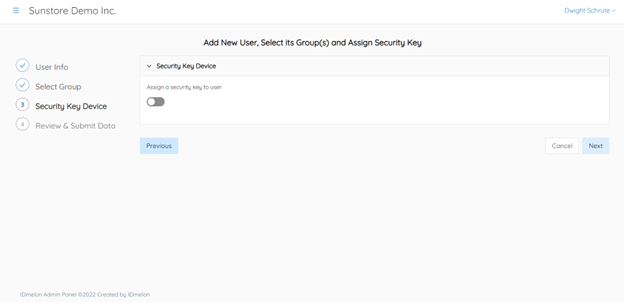 Sunstore Demo Inc.
Dwight Schrute
Add New User, Select its Group(s) and Assign Security Key
User Info
Select Group
3 Security Key Device
4 Review & Submit Data
Security Key Device
Assign a security key to user
Previous
Cancel
Next
IDmelon Admin Panel ©2022 Created by IDmelon